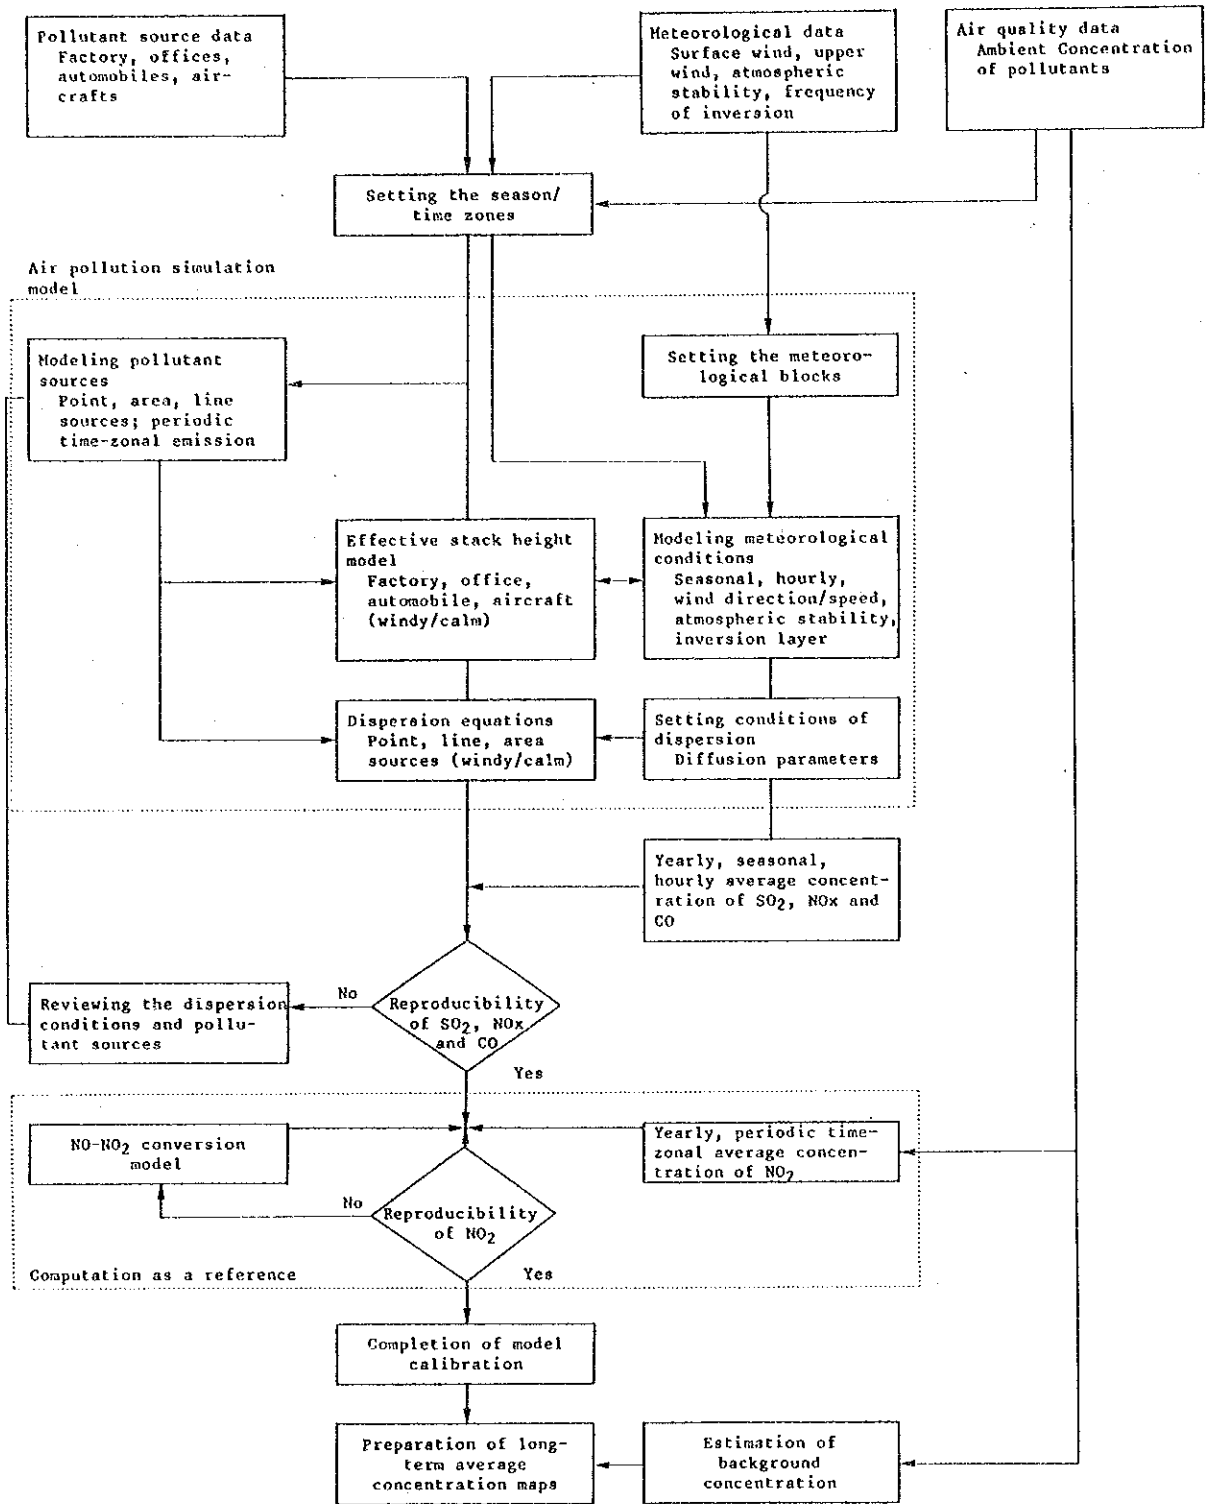 Pollutant source data
Factory, offices,
automobiles, air-
crafts
Meteorological data
Surface wind, upper
wind, atmospheric
stability, frequency
of inversion
Air quality data
Ambient Concentration
of pollutants
Setting the season/
time zones
Air pollution simulation
model
Modeling pollutant
sources
Point, area, line
sources; periodic
time-zonal emission
Setting the meteoro-
logical blocks
Effective stack height
model
Factory, office,
automobile, aircraft
(windy/calm)
Modeling meteorological
conditions
Seasonal, hourly,
wind direction/speed,
atmospheric stability,
inversion layer
Dispersion equations
Point, line, area
sources (windy/calm)
Setting conditions of
dispersion
Diffusion parameters
Yearly, seasonal,
hourly average concent-
ration of SO2, NOx and
CO
Reviewing the dispersion
conditions and pollu-
tant sources
No
Reproducibility
of SO2, NOx
and CO
Yes
NO-NO2 conversion
model
Yearly, periodic time-
zonal average concen-
tration of NO2
No
Reproducibility
of NO2
Computation as a reference
Yes
Completion of model
calibration
Preparation of long-
term average
concentration maps
Estimation of
background
concentration